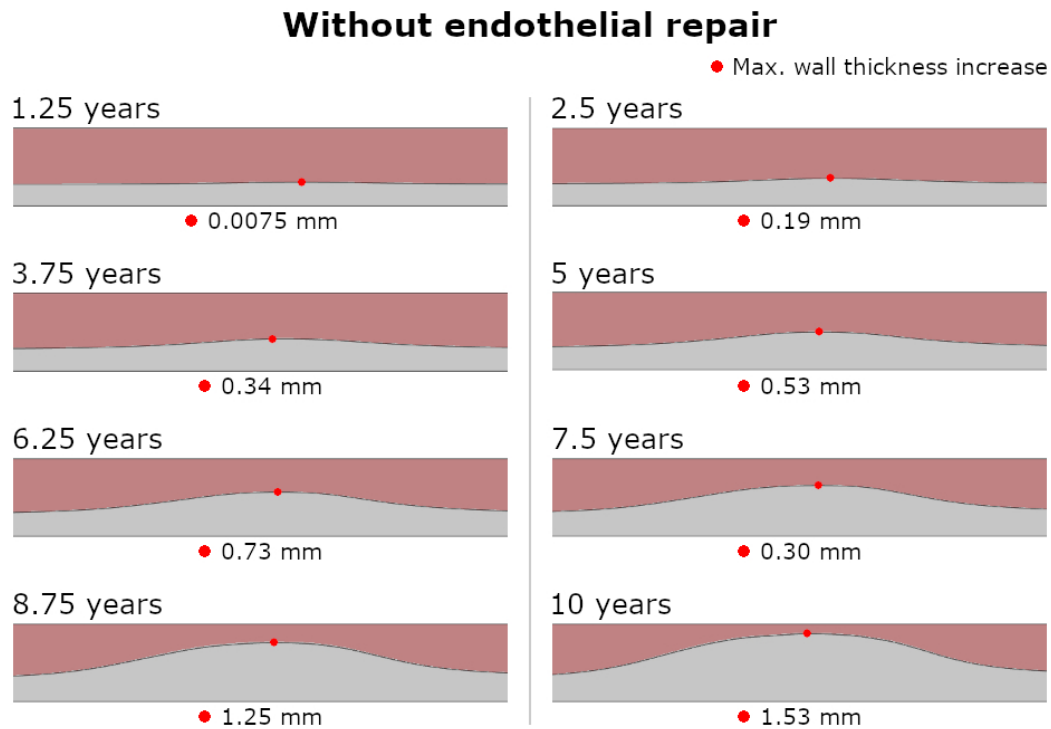 Without endothelial repair
Max. wall thickness increase
1.25 years
0.0075 mm
2.5 years
0.19 mm
3.75 years
0.34 mm
5 years
0.53 mm
6.25 years
0.73 mm
7.5 years
0.30 mm
8.75 years
1.25 mm
10 years
1.53 mm